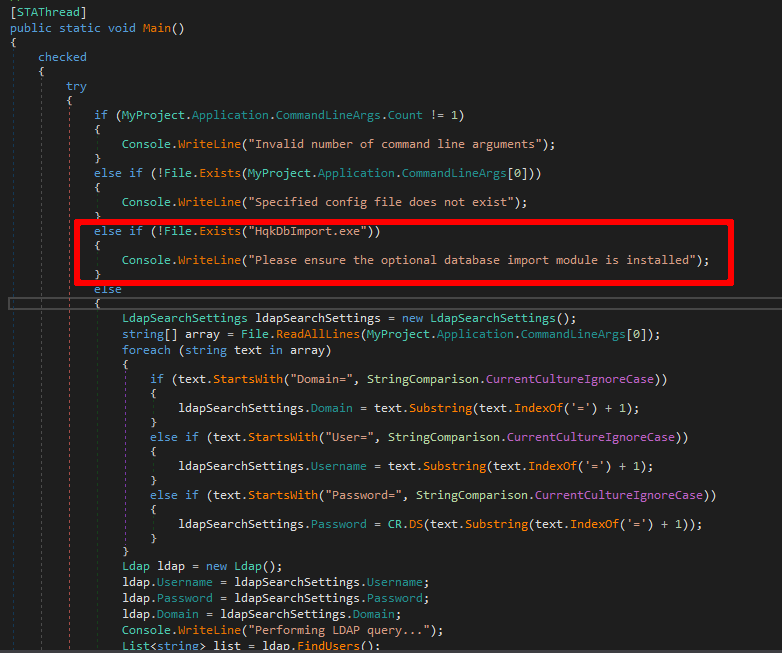 [STAThread]
public static void Main()
{
checked
{
try
{
if (MyProject.Application.CommandLineArgs.Count != 1)
{
Console.WriteLine("Invalid number of command line arguments");
}
else if (!File.Exists(MyProject.Application.CommandLineArgs[0]))
{
Console.WriteLine("Specified config file does not exist");
}
else if (!File.Exists("HqkDbImport.exe"))
{
Console.WriteLine("Please ensure the optional database import module is installed");
}
else
{
LdapSearchSettings ldapSearchSettings = new LdapSearchSettings();
string[] array = File.ReadAllLines(MyProject.Application.CommandLineArgs[0]);
foreach (string text in array)
{
if (text.StartsWith("Domain=", StringComparison.CurrentCultureIgnoreCase))
{
ldapSearchSettings.Domain = text.Substring(text.IndexOf('=') + 1);
}
else if (text.StartsWith("User=", StringComparison.CurrentCultureIgnoreCase))
{
ldapSearchSettings.Username = text.Substring(text.IndexOf('=') + 1);
}
else if (text.StartsWith("Password=", StringComparison.CurrentCultureIgnoreCase))
{
ldapSearchSettings.Password = CR.DS(text.Substring(text.IndexOf('=') + 1));
}
}
Ldap ldap = new Ldap();
ldap.Username = ldapSearchSettings.Username;
ldap.Password = ldapSearchSettings.Password;
ldap.Domain = ldapSearchSettings.Domain;
Console.WriteLine("Performing LDAP query...");
List<string> list = ldap.FindUsers();